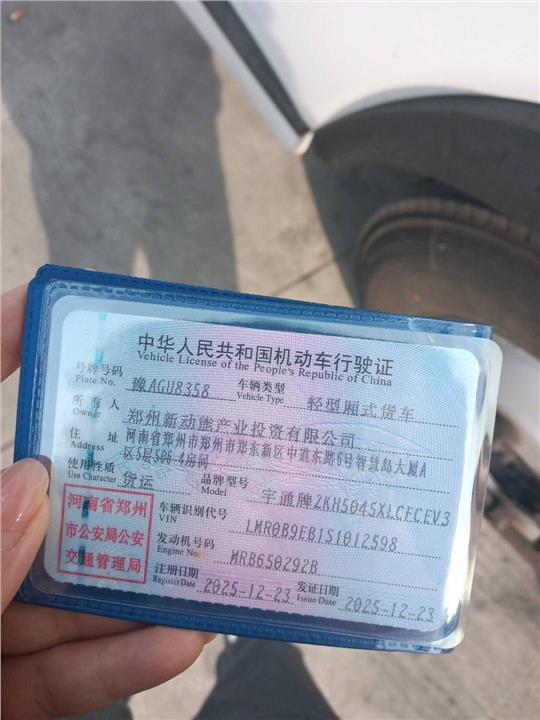 中华人民共和国机动车行驶证
Vehicle License of the People's Republic of China
号牌号码 豫AGU8358 车辆类型 轻型厢式货车
Plate No. Vehicle Type
所有人 郑州新动能产业投资有限公司
Owner
住址 河南省郑州市郑州市郑东新区中道东路6号智慧岛大厦A
Address 区5层506-4房间
使用性质 货运 品牌型号 宇通牌ZKH5045XLCFCEV3
Use Character Model
河南省郑州
市公安局公安
交通管理局
车辆识别代号 LMR0B9EB1S1012598
VIN
发动机号码 MRB650292B
Engine No.
注册日期 2025-12-23 发证日期 2025-12-23
Register Date Issue Date